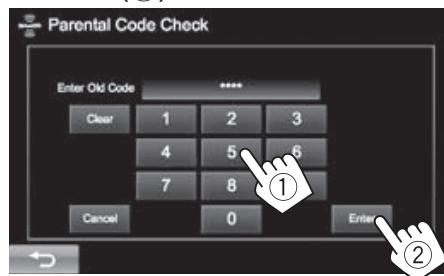 Parental Code Check
Enter Old Code ****
Clear 1 2 3
4 5 6
7 8
Cancel 0 Enter
① 
②